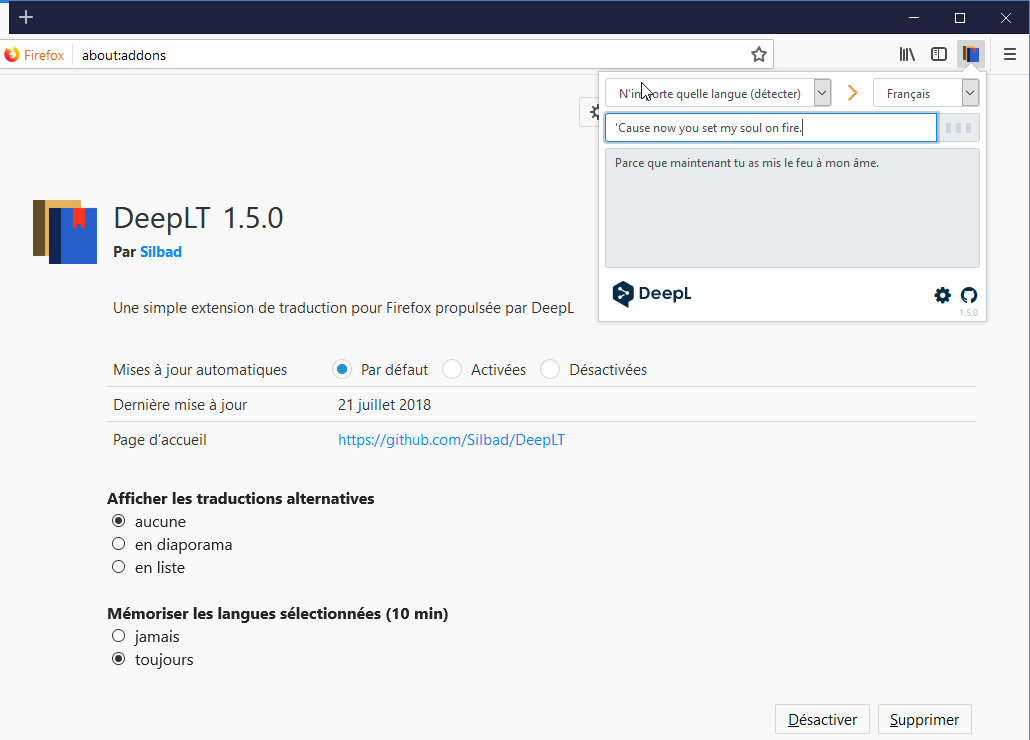 Firefox
about:addons
N'importe quelle langue (détecter)
Français
'Cause now you set my soul on fire.
Parce que maintenant tu as mis le feu à mon âme.
DeepL
1.5.0
DeepLT 1.5.0
Par Silbad
Une simple extension de traduction pour Firefox propulsée par DeepL
Mises à jour automatiques Par défaut Activées Désactivées
Dernière mise à jour 21 juillet 2018
Page d'accueil https://github.com/Silbad/DeepLT
Afficher les traductions alternatives
aucune
en diaporama
en liste
Mémoriser les langues sélectionnées (10 min)
jamais
toujours
Désactiver Supprimer